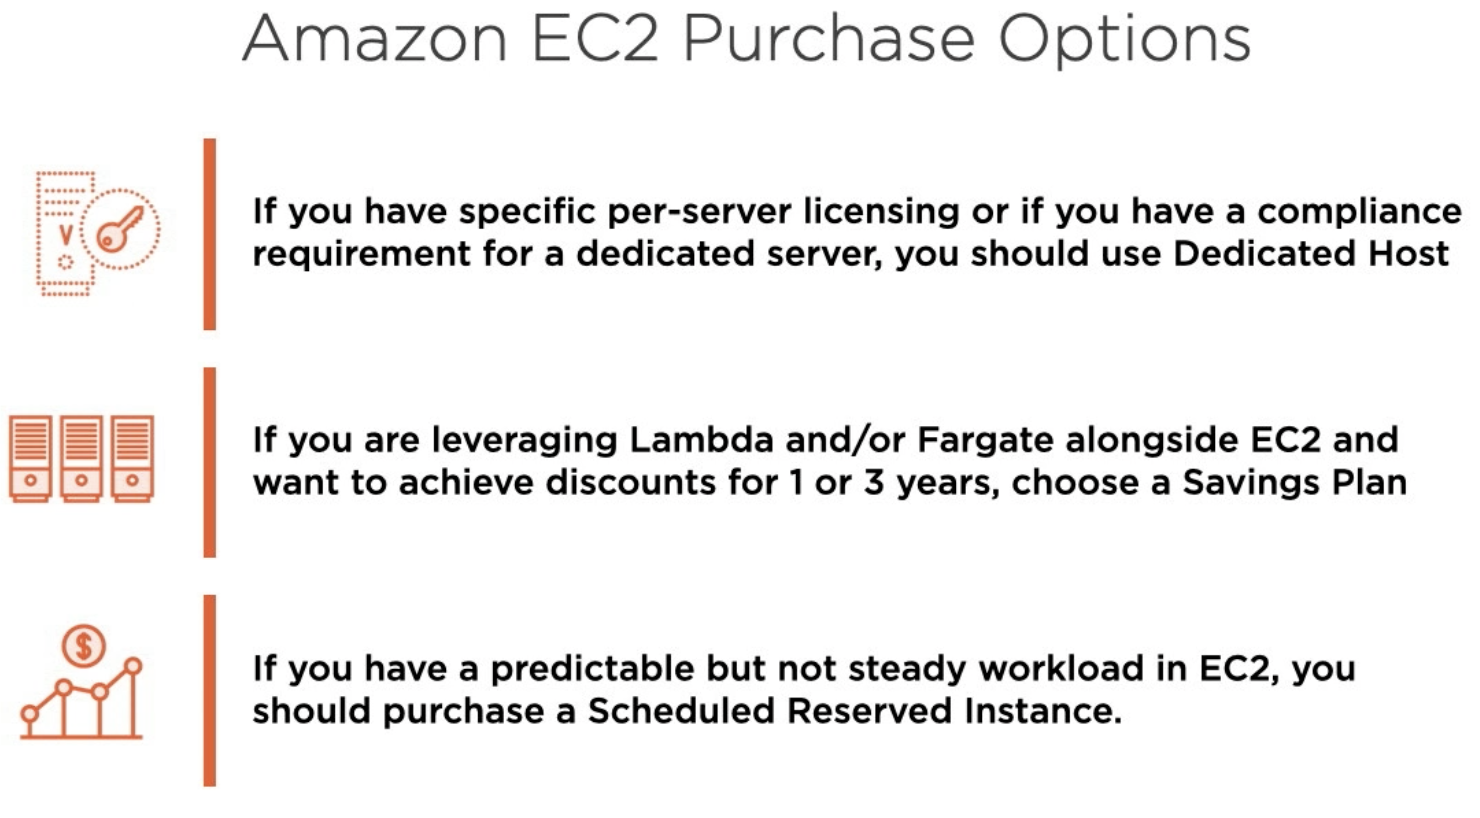 Amazon EC2 Purchase Options
If you have specific per-server licensing or if you have a compliance
requirement for a dedicated server, you should use Dedicated Host
If you are leveraging Lambda and/or Fargate alongside EC2 and
want to achieve discounts for 1 or 3 years, choose a Savings Plan
If you have a predictable but not steady workload in EC2, you
should purchase a Scheduled Reserved Instance.